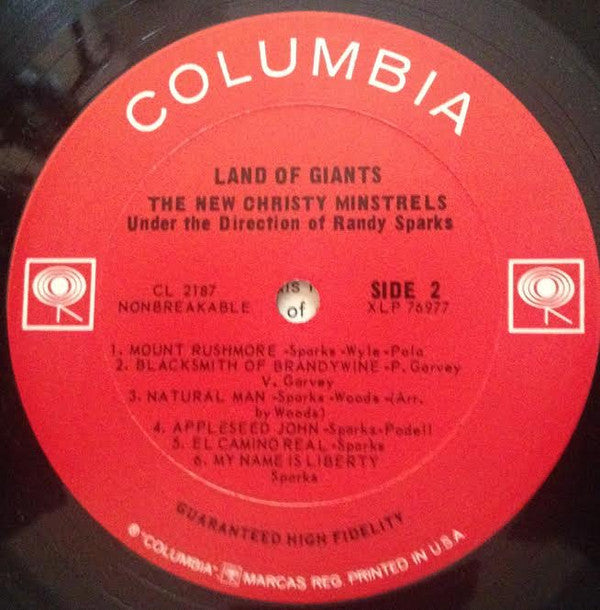 COLUMBIA
LAND OF GIANTS
THE NEW CHRISTY MINSTRELS
Under the Direction of Randy Sparks
CL 2187
NONBREAKABLE
of
SIDE 2
XLP 76977
1. MOUNT RUSHMORE -Sparks -Wyle -Pola
2. BLACKSMITH OF BRANDYWINE -P. Garvey
V. Garvey
3. NATURAL MAN -Sparks -Woods -(Arr.
by Woods)
4. APPLESEED JOHN -Sparks-Podell
5. EL CAMINO REAL -Sparks
6. MY NAME IS LIBERTY
Sparks
GUARANTEED HIGH FIDELITY
® "COLUMBIA", MARCAS REG. PRINTED IN U S A